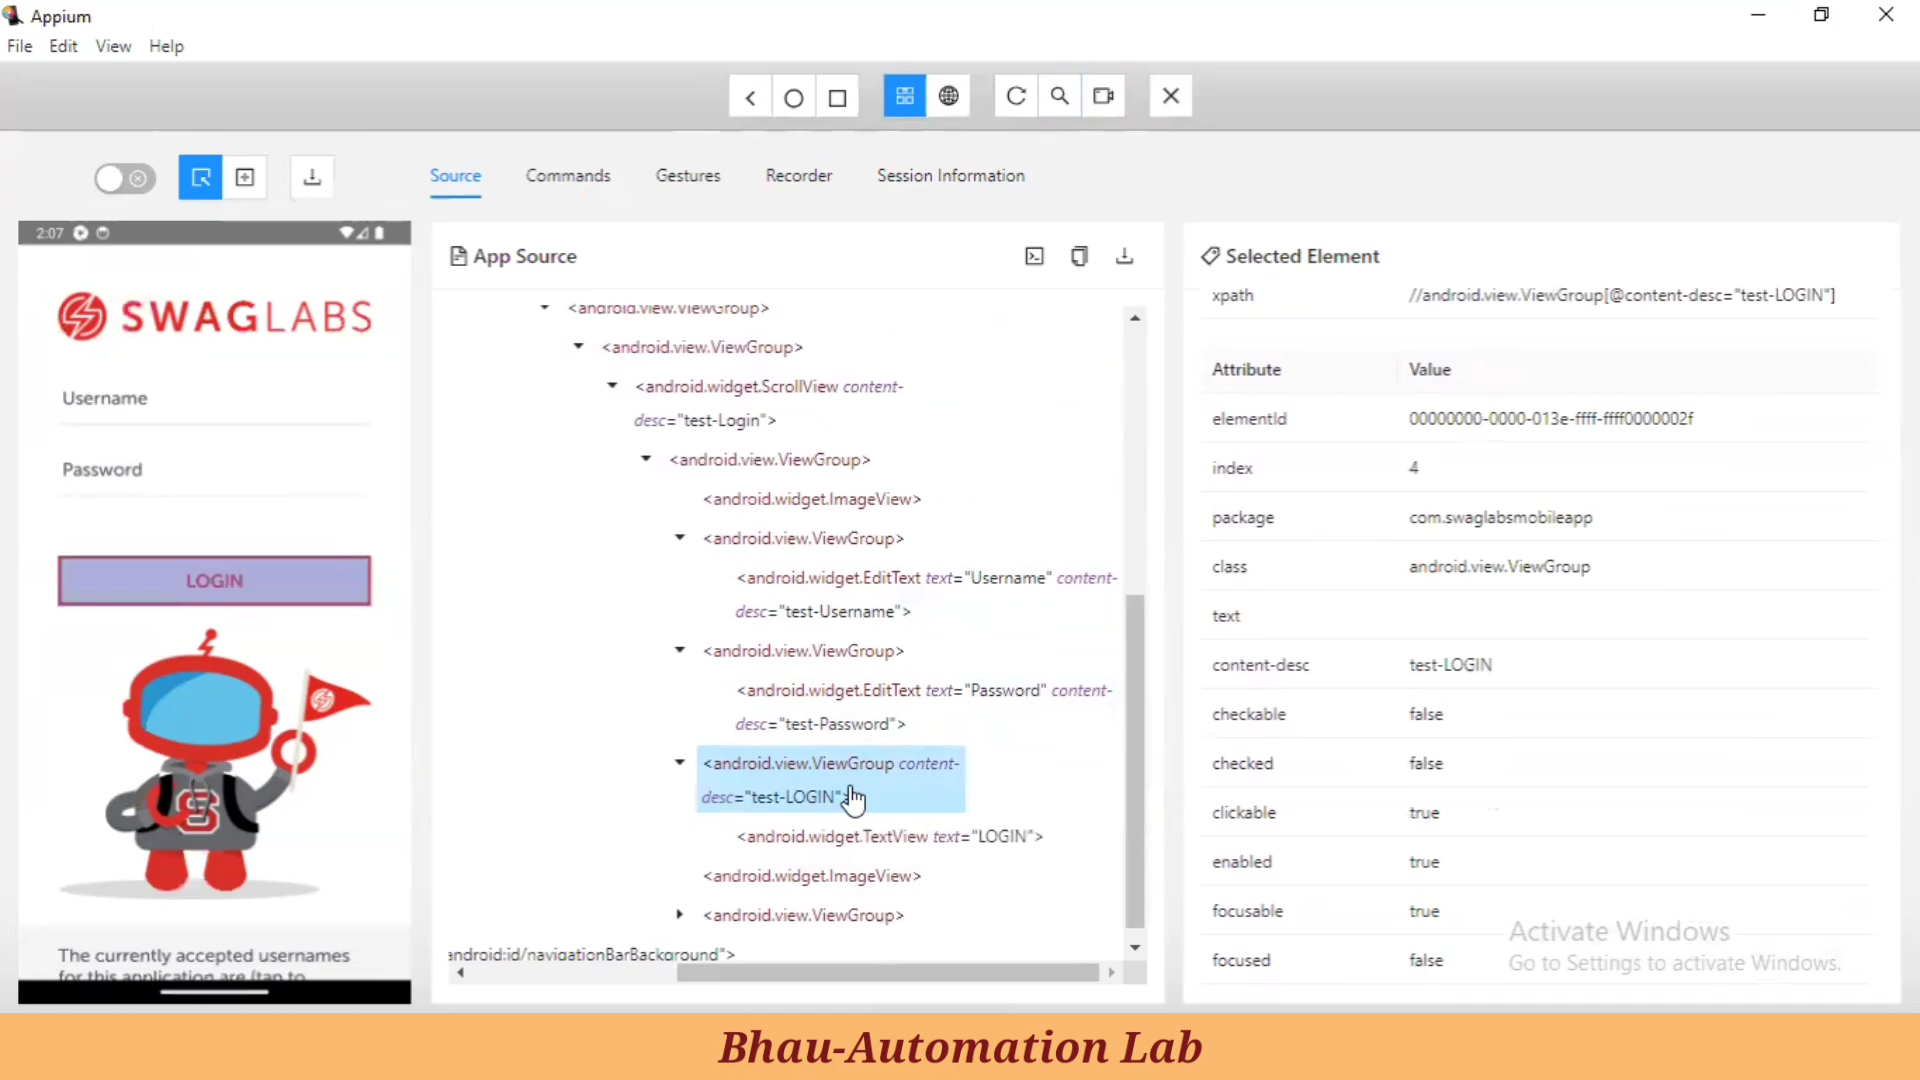 Appium
File Edit View Help
Source Commands Gestures Recorder Session Information
2:07
SWAGLABS
Username
Password
LOGIN
The currently accepted usernames
for this application are (tap to
App Source
<android.view.ViewGroup>
<android.view.ViewGroup>
<android.widget.ScrollView content-
desc="test-Login">
<android.view.ViewGroup>
<android.widget.ImageView>
<android.view.ViewGroup>
<android.widget.EditText text="Username" content-
desc="test-Username">
<android.view.ViewGroup>
<android.widget.EditText text="Password" content-
desc="test-Password">
<android.view.ViewGroup content-
desc="test-LOGIN">
<android.widget.TextView text="LOGIN">
<android.widget.ImageView>
<android.view.ViewGroup>
android:id/navigationBarBackground">
Selected Element
xpath //android.view.ViewGroup[@content-desc="test-LOGIN"]
Attribute Value
elementId 00000000-0000-013e-ffff-ffff0000002f
index 4
package com.swaglabsmobileapp
class android.view.ViewGroup
text
content-desc test-LOGIN
checkable false
checked false
clickable true
enabled true
focusable true
focused false
Activate Windows
Go to Settings to activate Windows.
Bhau-Automation Lab